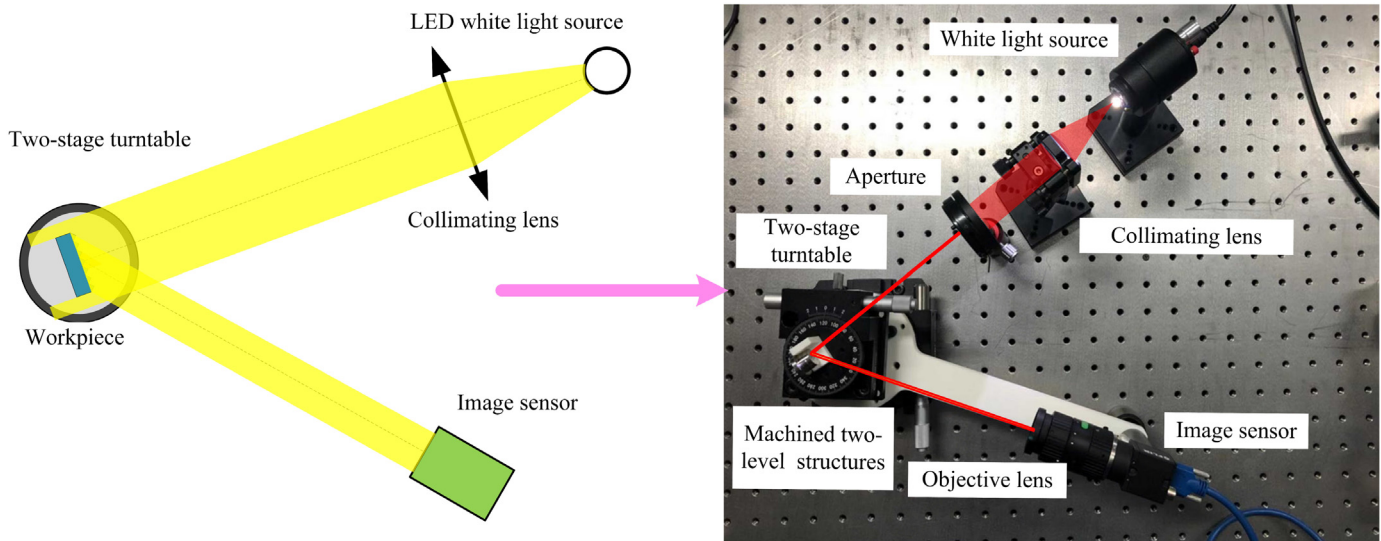 LED white light source
Two-stage turntable
Collimating lens
Workpiece
Image sensor
White light source
Aperture
Two-stage
turntable
Collimating lens
Machined two-
level structures
Objective lens
Image sensor